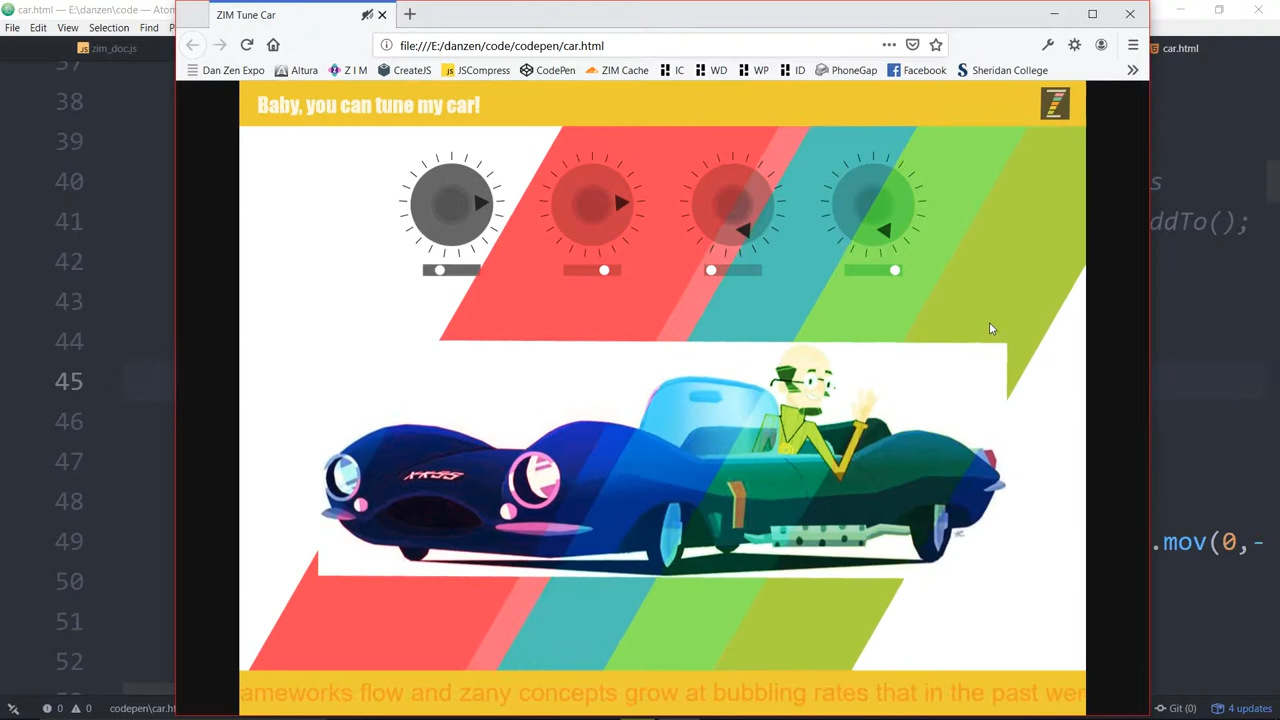 car.html — E:\danzen\code — Atom
File Edit View Selection Find
zim_doc.js
car.html
ZIM Tune Car
file:///E:/danzen/code/codepen/car.html
Dan Zen Expo Altura Z I M CreateJS JSCompress CodePen ZIM Cache IC WD WP ID PhoneGap Facebook Sheridan College
Baby, you can tune my car!
37
38
39
40
s
41
ddTo();
42
43
44
45
46
47
XKSS
48
49
.mov(0,-
50
51
52
ameworks flow and zany concepts grow at bubbling rates that in the past wer
0 0 codepen\car.ht
Git (0) 4 updates